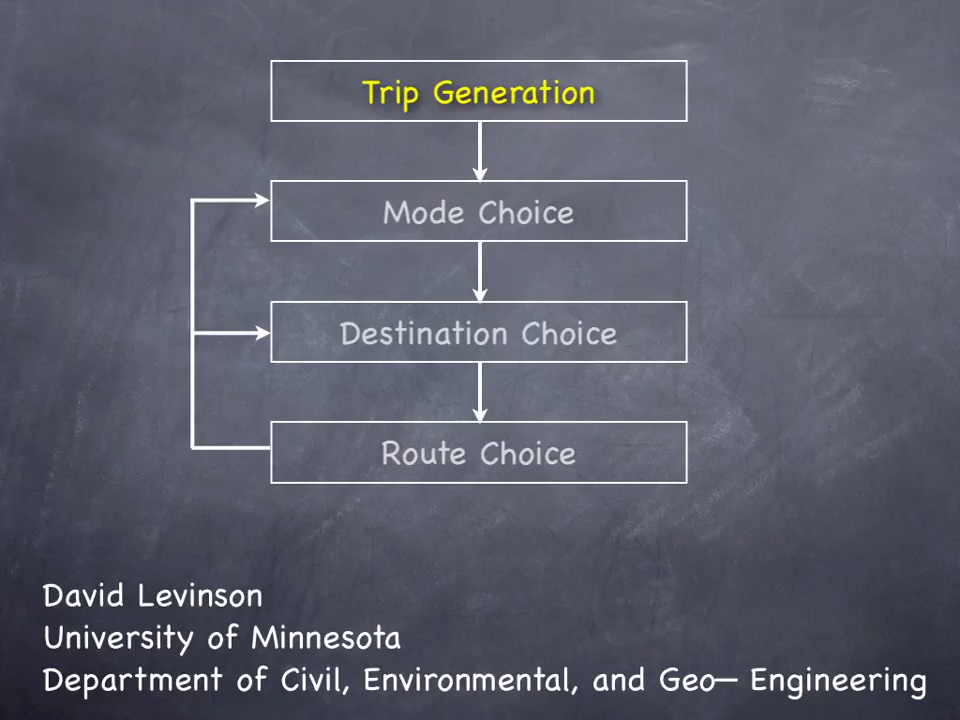 Trip Generation
Mode Choice
Destination Choice
Route Choice
David Levinson
University of Minnesota
Department of Civil, Environmental, and Geo– Engineering